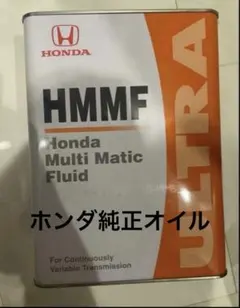 HONDA
HMMF
Honda
Multi Matic
Fluid
ULTRA
ホンダ純正オイル
For Continuously
Variable Transmission